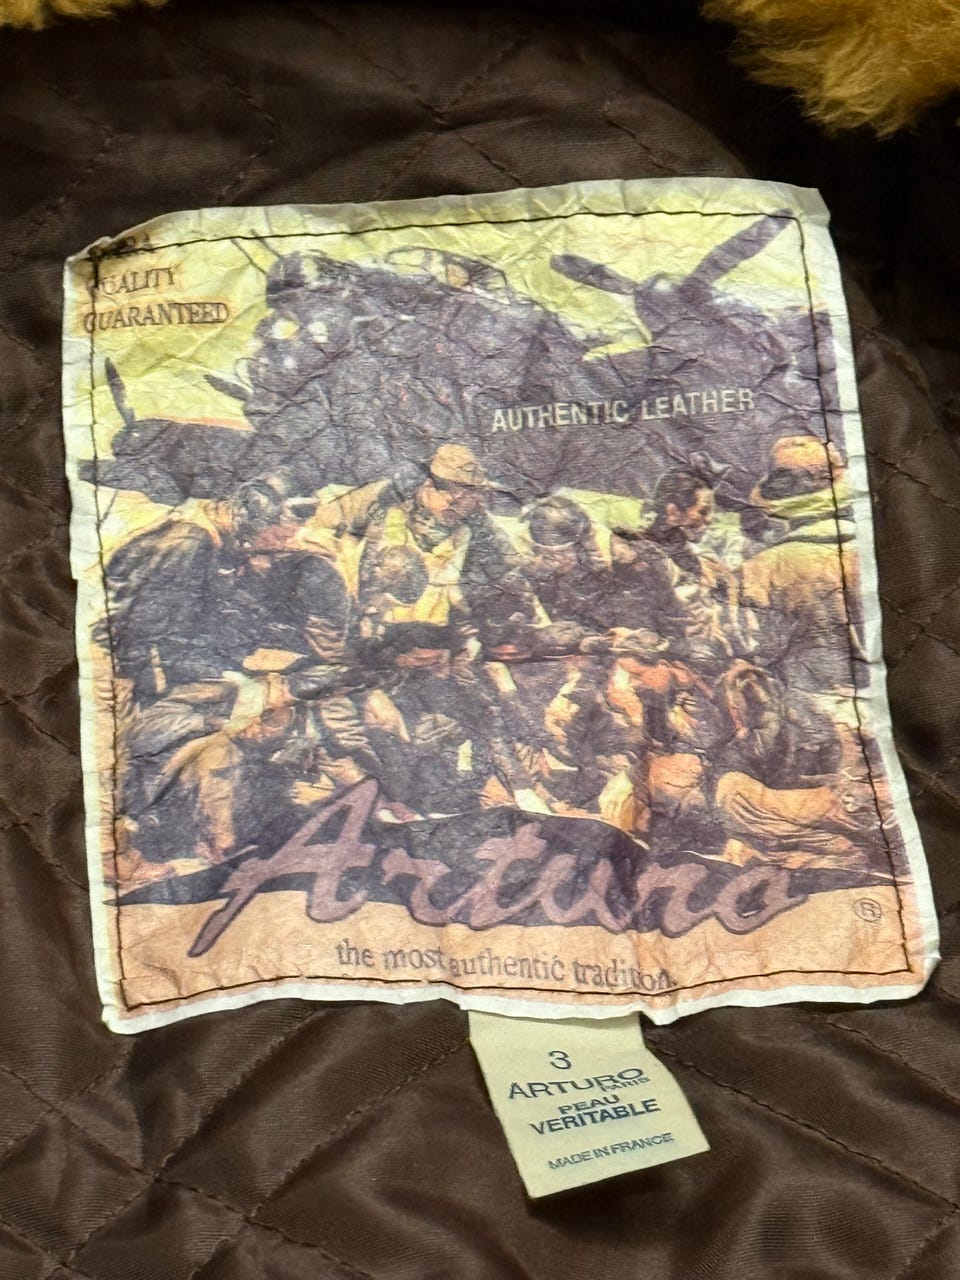 QUALITY
GUARANTEED
AUTHENTIC LEATHER
Arturo
®
the most authentic tradition
3
ARTURO
PARIS
PEAU
VERITABLE
MADE IN FRANCE